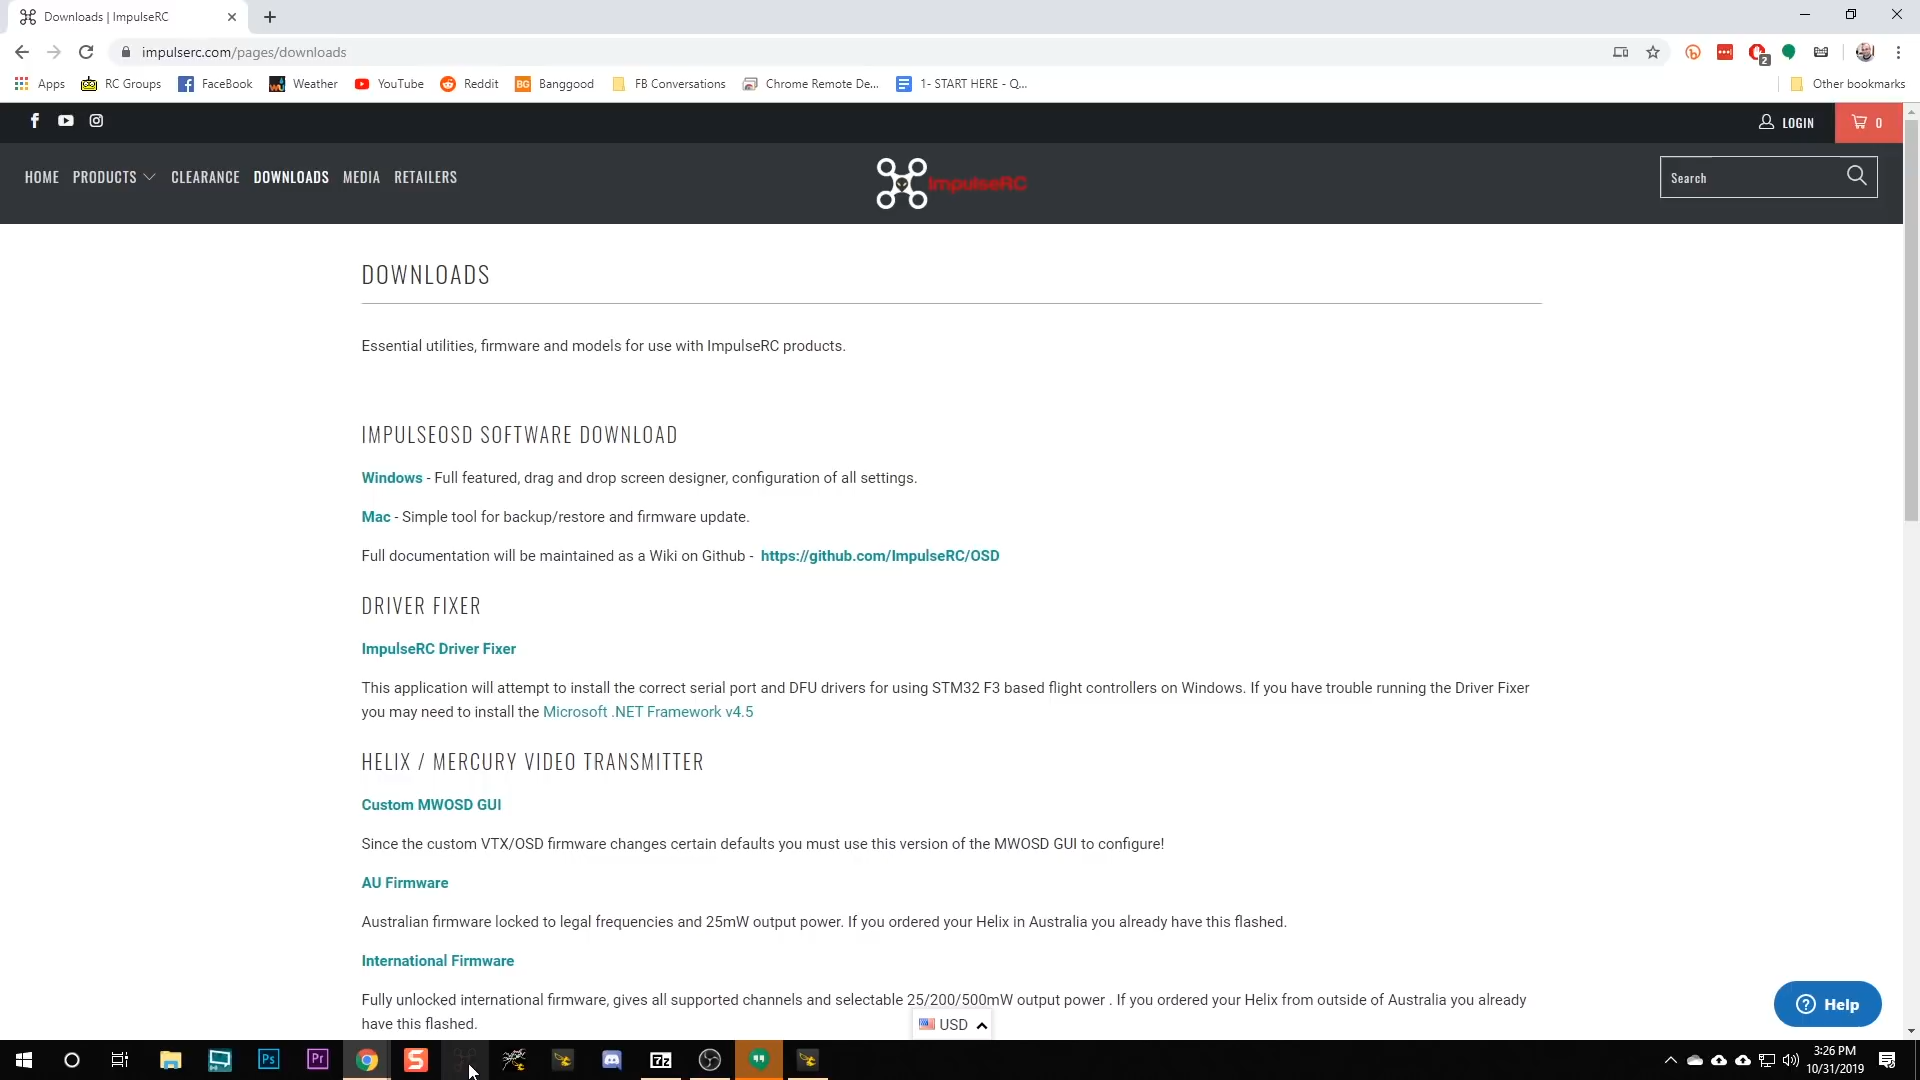 Downloads | ImpulseRC
impulserc.com/pages/downloads
2
Apps RC Groups FaceBook Weather YouTube Reddit BG Banggood FB Conversations Chrome Remote De... 1- START HERE - Q... Other bookmarks
LOGIN 0
HOME PRODUCTS CLEARANCE DOWNLOADS MEDIA RETAILERS
ImpulseRC
Search
DOWNLOADS
Essential utilities, firmware and models for use with ImpulseRC products.
IMPULSEOSD SOFTWARE DOWNLOAD
Windows - Full featured, drag and drop screen designer, configuration of all settings.
Mac - Simple tool for backup/restore and firmware update.
Full documentation will be maintained as a Wiki on Github - https://github.com/ImpulseRC/OSD
DRIVER FIXER
ImpulseRC Driver Fixer
This application will attempt to install the correct serial port and DFU drivers for using STM32 F3 based flight controllers on Windows. If you have trouble running the Driver Fixer
you may need to install the Microsoft .NET Framework v4.5
HELIX / MERCURY VIDEO TRANSMITTER
Custom MWOSD GUI
Since the custom VTX/OSD firmware changes certain defaults you must use this version of the MWOSD GUI to configure!
AU Firmware
Australian firmware locked to legal frequencies and 25mW output power. If you ordered your Helix in Australia you already have this flashed.
International Firmware
Fully unlocked international firmware, gives all supported channels and selectable 25/200/500mW output power . If you ordered your Helix from outside of Australia you already
have this flashed.
USD
Help
Ps Pr S 7z
3:26 PM
10/31/2019